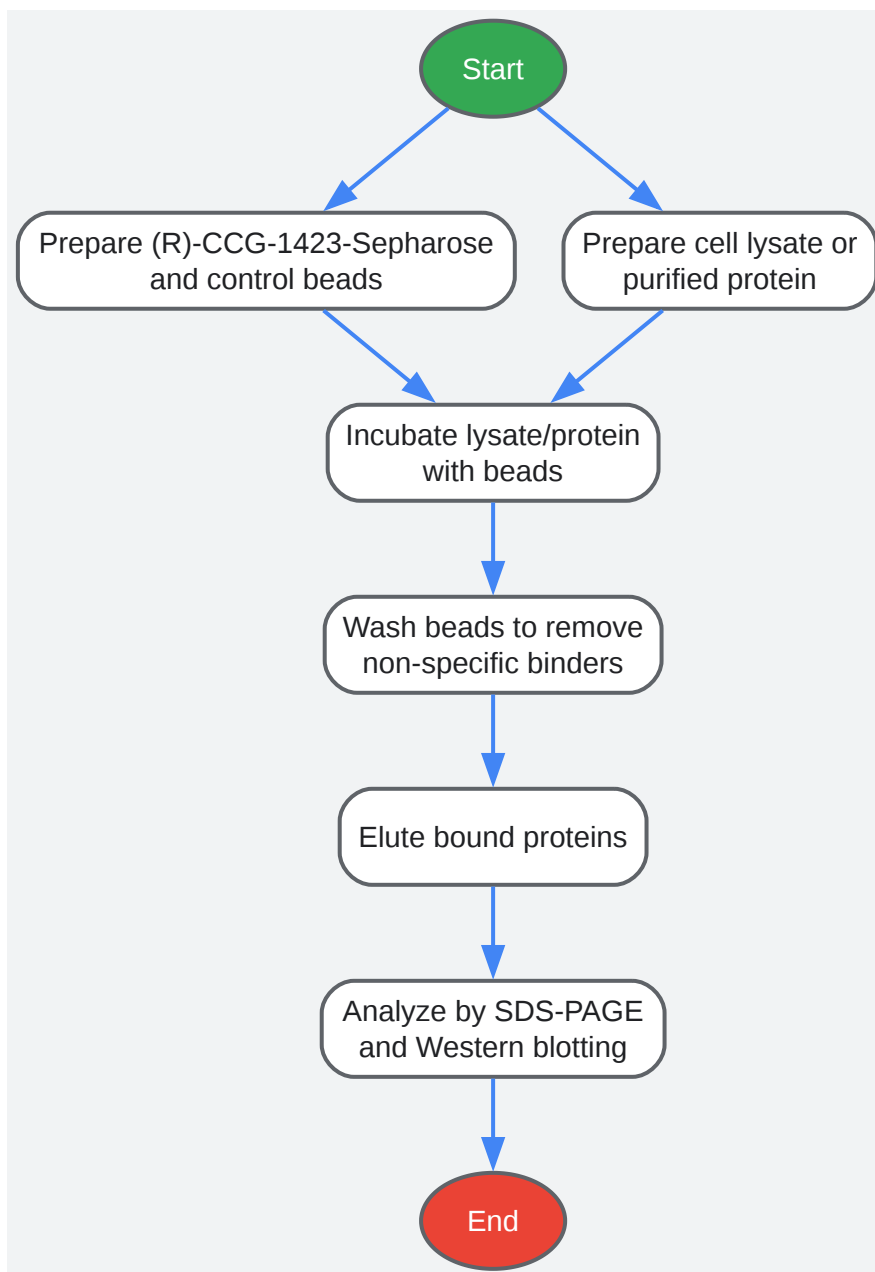 Start
Prepare (R)-CCG-1423-Sepharose
and control beads
Prepare cell lysate or
purified protein
Incubate lysate/protein
with beads
Wash beads to remove
non-specific binders
Elute bound proteins
Analyze by SDS-PAGE
and Western blotting
End